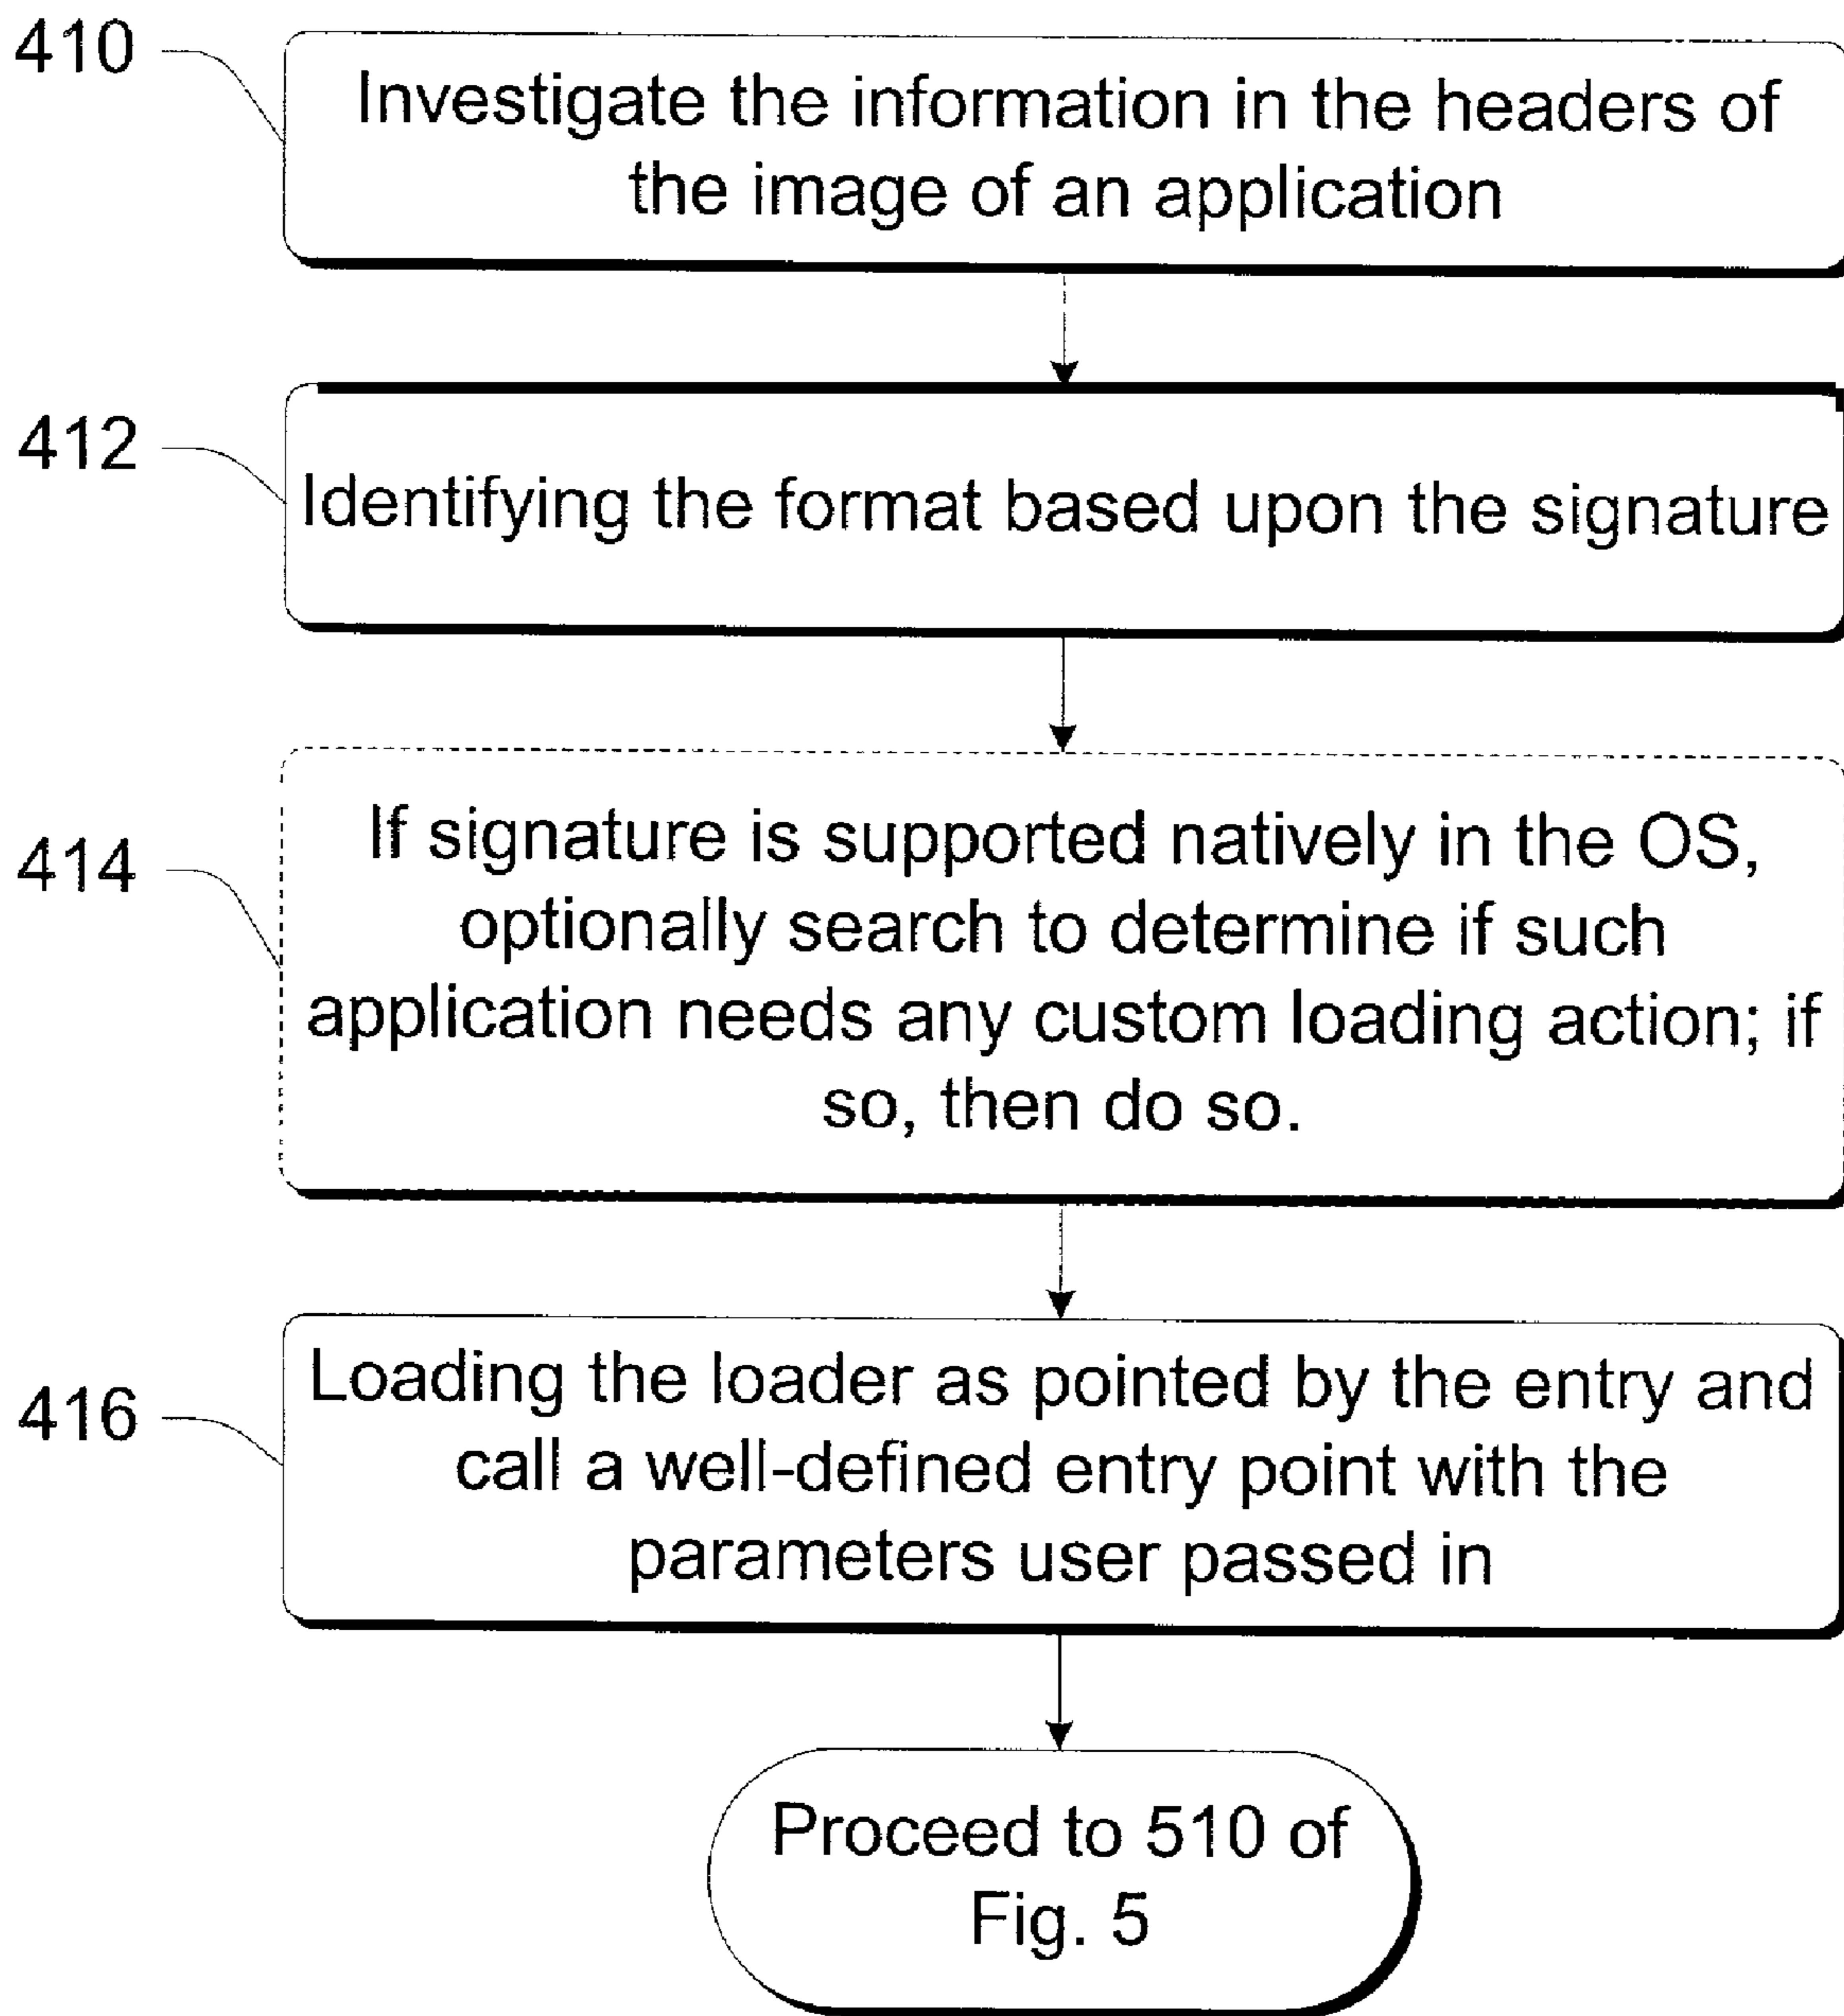 410
Investigate the information in the headers of
the image of an application
412
Identifying the format based upon the signature
414
If signature is supported natively in the OS,
optionally search to determine if such
application needs any custom loading action; if
so, then do so.
416
Loading the loader as pointed by the entry and
call a well-defined entry point with the
parameters user passed in
Proceed to 510 of
Fig. 5